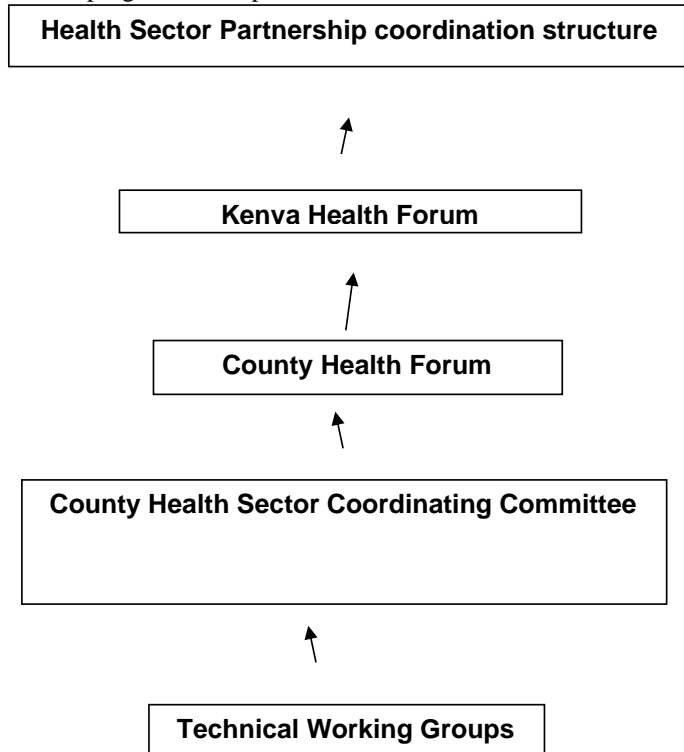 Health Sector Partnership coordination structure
Kenva Health Forum
County Health Forum
County Health Sector Coordinating Committee
Technical Working Groups